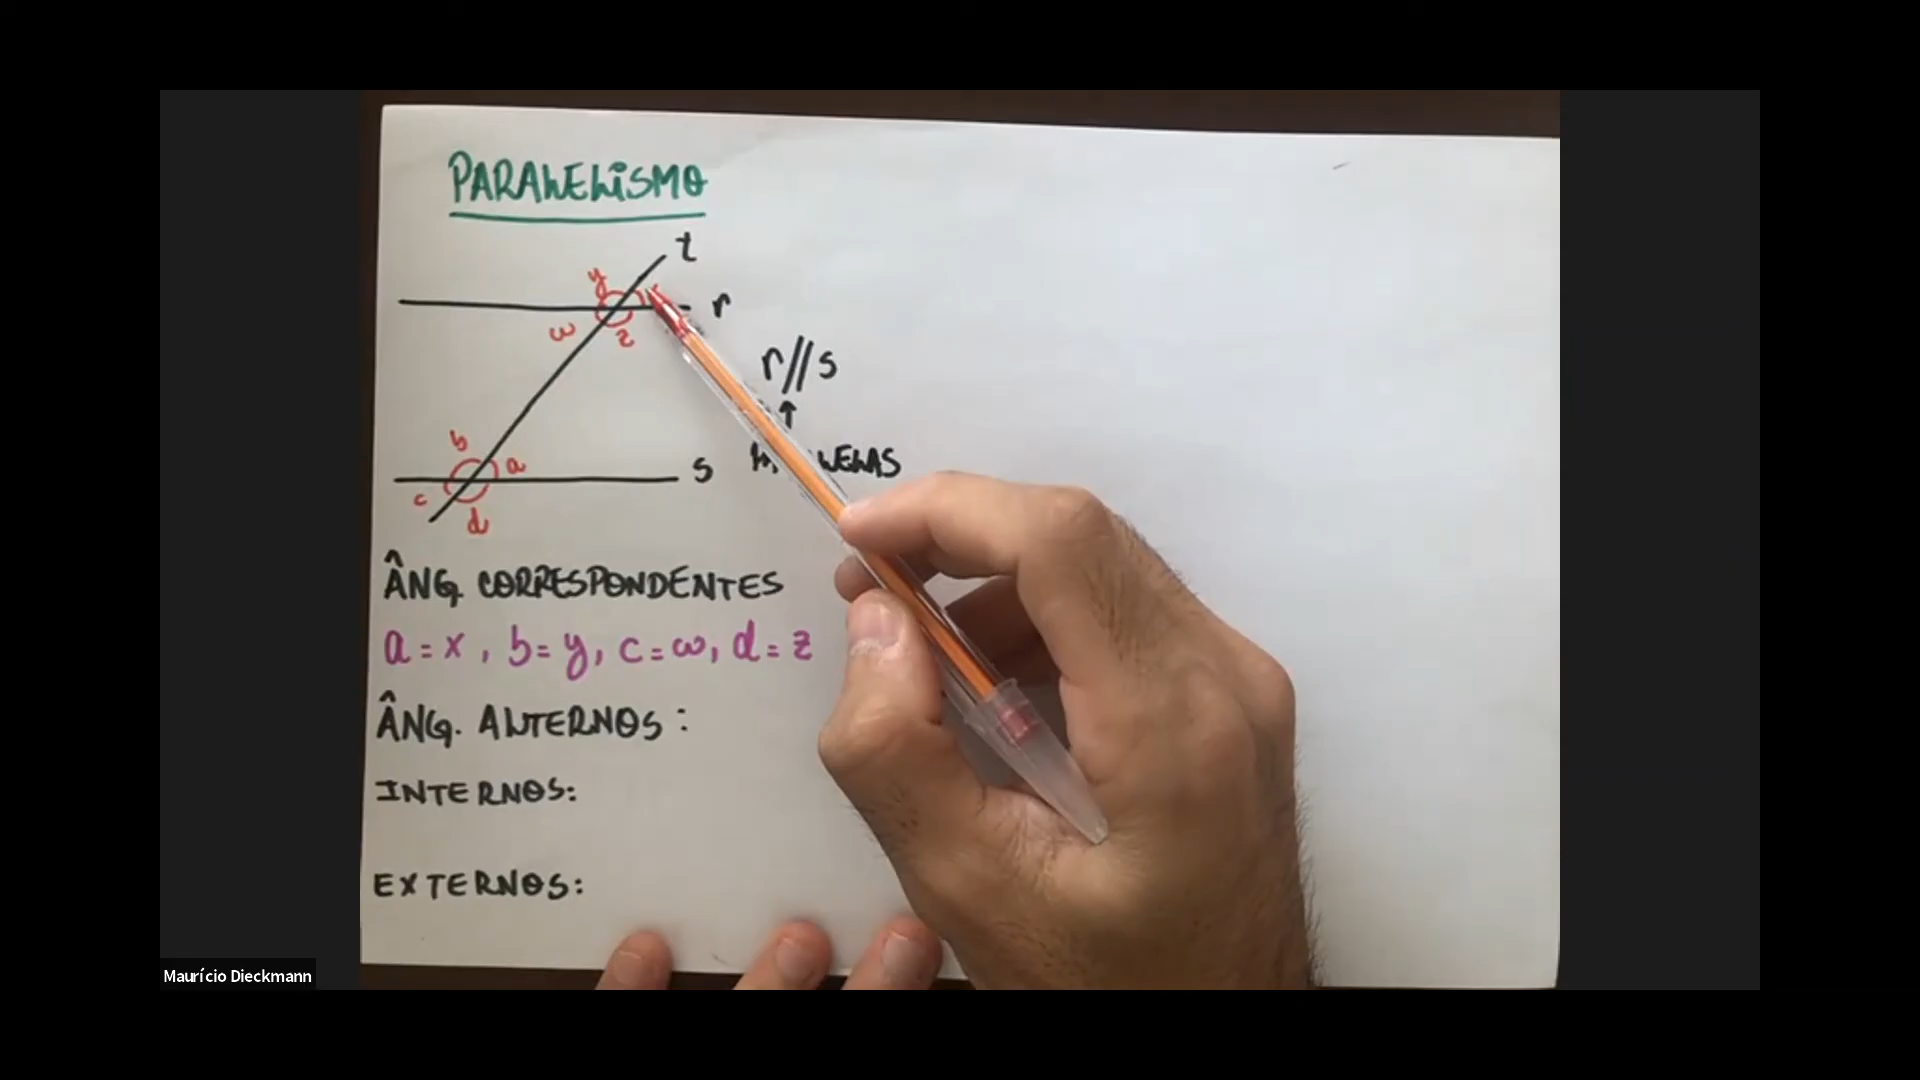 PARALELISMO
t
y
r
w
z
r//s
b
a
s
c
d
ÂNG. CORRESPONDENTES
a = x, b = y, c = w, d = z
ÂNG. ALTERNOS:
INTERNOS:
EXTERNOS:
Maurício Dieckmann